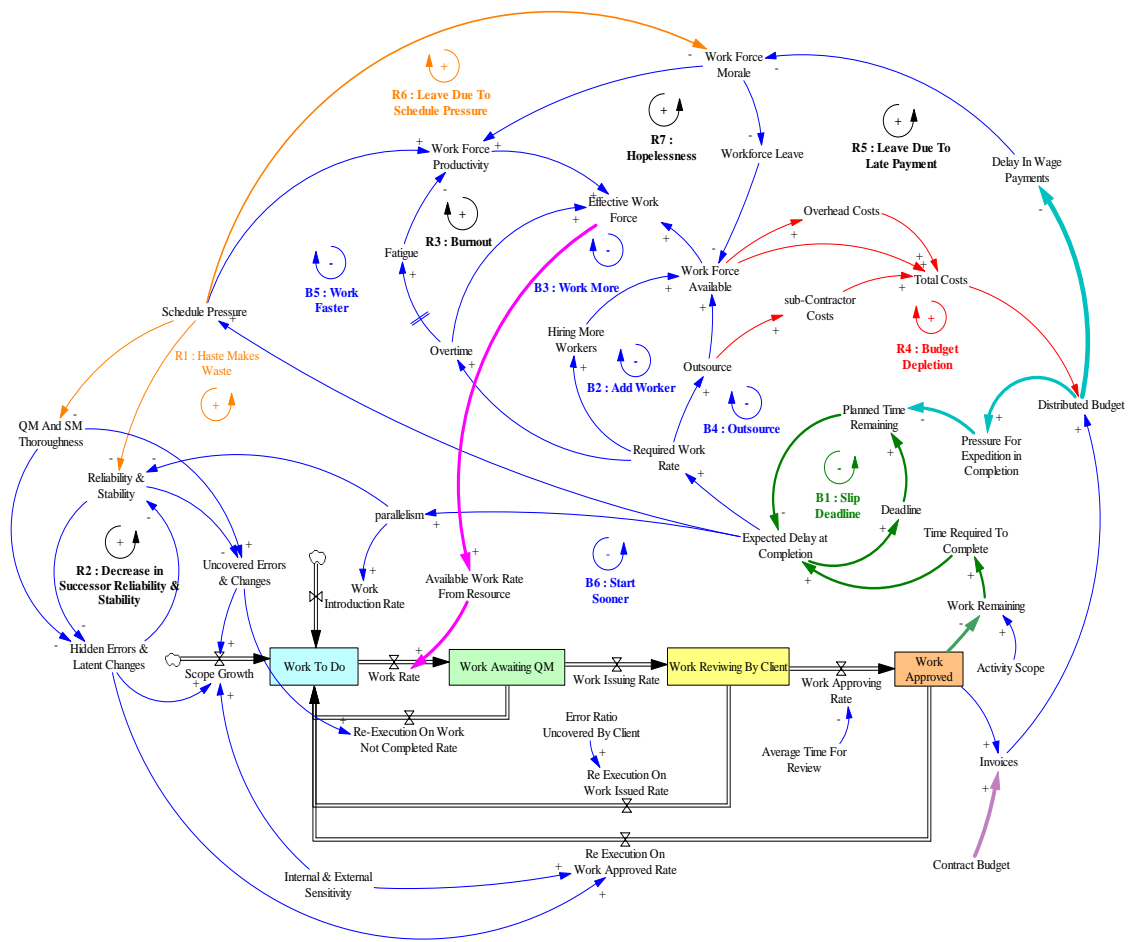 Work Force
Morale
+
R6 : Leave Due To
Schedule Pressure
+
R7 :
Hopelessness
+
R5 : Leave Due To
Late Payment
Work Force
Productivity
Workforce Leave
Delay In Wage
Payments
Effective Work
Force
Overhead Costs
+
R3 : Burnout
Fatigue
-
B5 : Work
Faster
-
B3 : Work More
Work Force
Available
Total Costs
sub-Contractor
Costs
Schedule Pressure
+
R4 : Budget
Depletion
Hiring More
Workers
R1 : Haste Makes
Waste
+
Overtime
-
B2 : Add Worker
Outsource
-
B4 : Outsource
QM And SM
Thoroughness
Planned Time
Remaining
Distributed Budget
Pressure For
Expedition in
Completion
Required Work
Rate
Reliability &
Stability
-
B1 : Slip
Deadline
parallelism
Deadline
Expected Delay at
Completion
Time Required To
Complete
+
R2 : Decrease in
Successor Reliability &
Stability
Uncovered Errors
& Changes
Work
Introduction Rate
Available Work Rate
From Resource
-
B6 : Start
Sooner
Work Remaining
Hidden Errors &
Latent Changes
Scope Growth
Work To Do
Work Rate
Work Awaiting QM
Work Issuing Rate
Work Reviwing By Client
Work Approving
Rate
Work
Approved
Activity Scope
Re-Execution On Work
Not Completed Rate
Error Ratio
Uncovered By Client
Average Time For
Review
Invoices
Re Execution On
Work Issued Rate
Re Execution On
Work Approved Rate
Contract Budget
Internal & External
Sensitivity